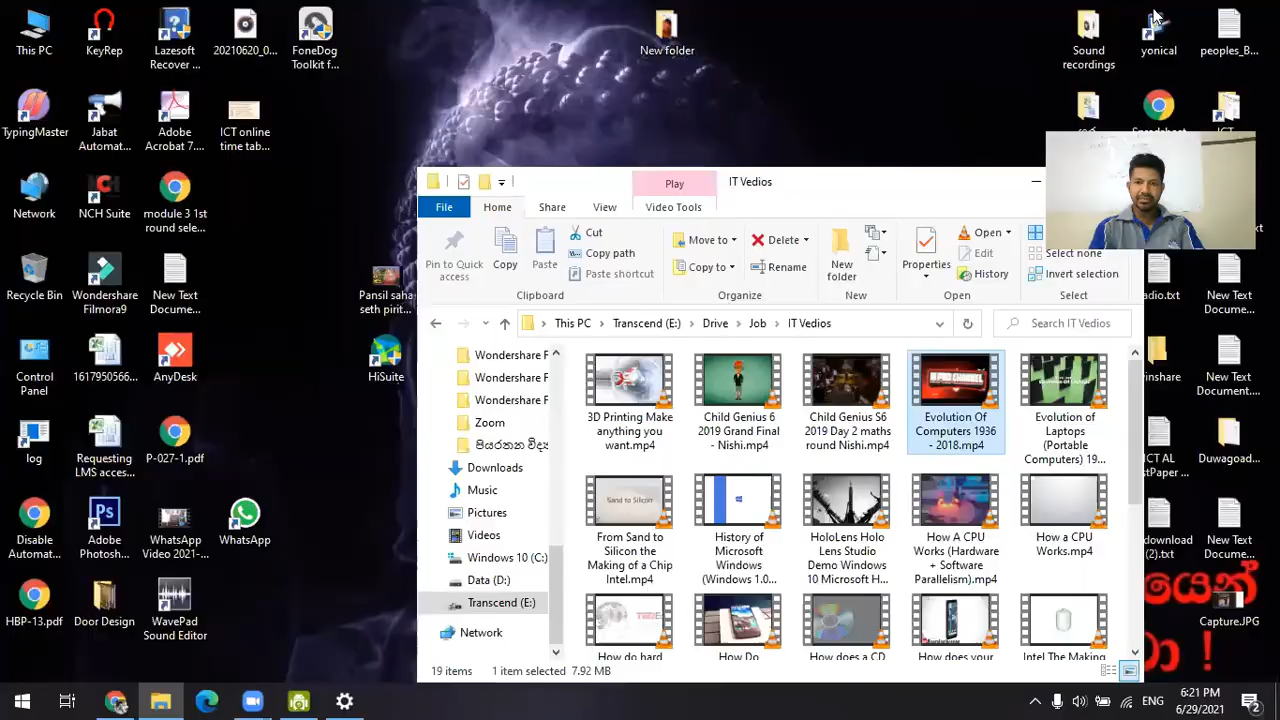 This PC
KeyRep
Lazesoft
Recover ...
20210620_0...
FoneDog
Toolkit f...
New folder
Sound
recordings
yonical
peoples_B...
TypingMaster
Jabat
Automat...
Adobe
Acrobat 7....
ICT online
time tab...
Network
NCH Suite
module 3 1st
round sele...
Recycle Bin
Wondershare
Filmora9
New Text
Docume...
Control
Panel
1617950566...
AnyDesk
HiSuite
log
Requesting
LMS acces...
P-027-1.pdf
Disable
Automat...
Adobe
Photosh...
WhatsApp
Video 2021-...
WhatsApp
HBP-15.pdf
Door Design
WavePad
Sound Editor
Play
IT Vedios
File
Home
Share
View
Video Tools
Pin to Quick
access
Copy
Paste
Cut
Copy path
Paste shortcut
Clipboard
Move to
Copy to
Delete
Rename
Organize
New
folder
New
Properties
Open
Edit
History
Open
Select none
Invert selection
Select
This PC
Transcend (E:)
Drive
Job
IT Vedios
Search IT Vedios
Wondershare F
Wondershare F
Wondershare F
Zoom
Downloads
Music
Pictures
Videos
Windows 10 (C:)
Data (D:)
Transcend (E:)
Network
3D Printing Make
anything you
want.mp4
Child Genius 6
2019 Grand Final
- Nishi.mp4
Child Genius S6
2019 Day 2 maths
round Nishi.mp4
Evolution Of
Computers 1936
- 2018.mp4
Evolution of
Laptops
(Portable
Computers) 19...
From Sand to
Silicon the
Making of a Chip
Intel.mp4
History of
Microsoft
Windows
(Windows 1.0...
HoloLens Holo
Lens Studio
Demo Windows
10 Microsoft H...
How A CPU
Works (Hardware
+ Software
Parallelism).mp4
How a CPU
Works.mp4
How do hard
How Do
How does a CD
How does your
Intel The Making
19 items
1 item selected
7.92 MB
New Text
Docume...
New Text
Document....
Duwagoad...
download
(2).txt
New Text
Docume...
Capture.JPG
ENG
6:21 PM
6/29/2021
2